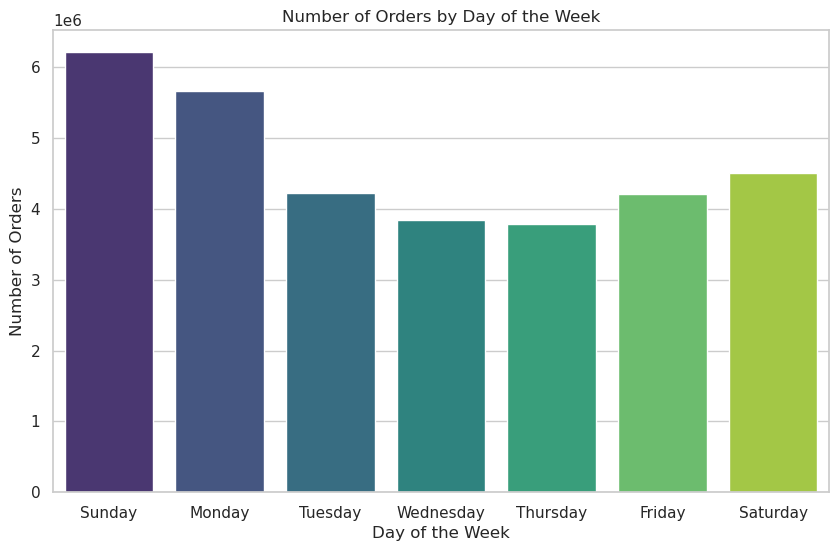 Number of Orders by Day of the Week
1e6
6
5
4
3
2
1
0
Number of Orders
Sunday Monday Tuesday Wednesday Thursday Friday Saturday
Day of the Week